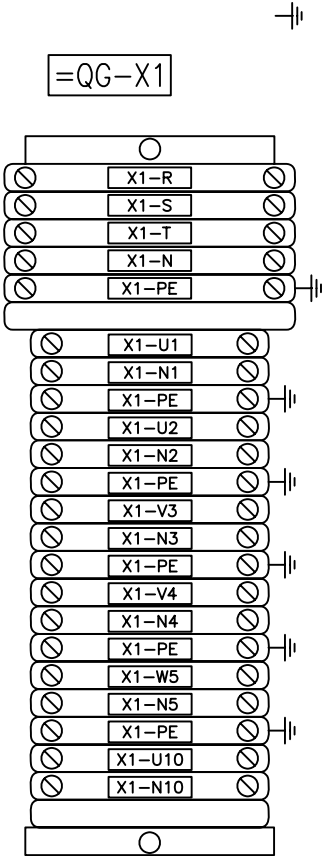 =QG-X1
X1-R
X1-S
X1-T
X1-N
X1-PE
X1-U1
X1-N1
X1-PE
X1-U2
X1-N2
X1-PE
X1-V3
X1-N3
X1-PE
X1-V4
X1-N4
X1-PE
X1-W5
X1-N5
X1-PE
X1-U10
X1-N10